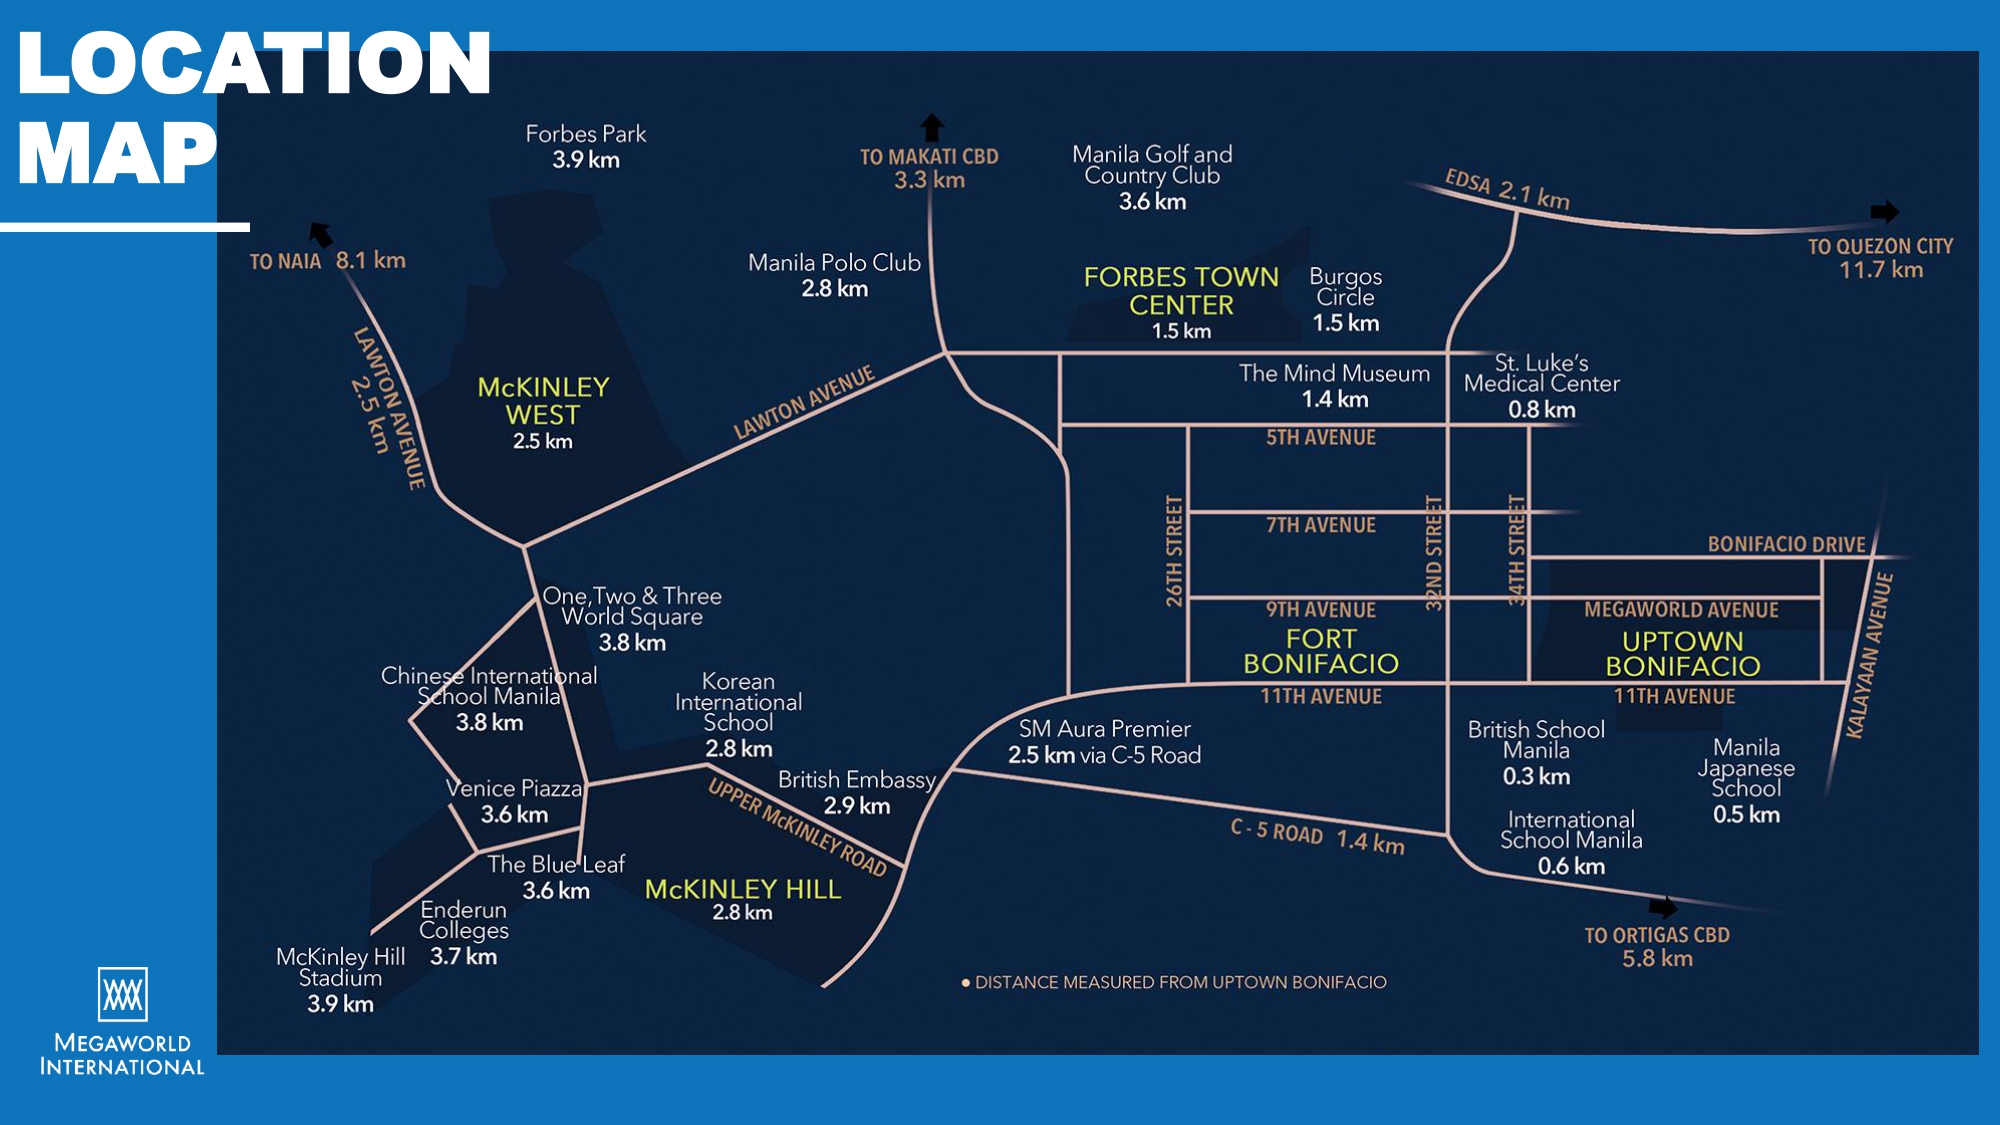 LOCATION
MAP
Forbes Park
3.9 km
TO MAKATI CBD
3.3 km
Manila Golf and
Country Club
3.6 km
EDSA 2.1 km
TO QUEZON CITY
11.7 km
TO NAIA 8.1 km
Manila Polo Club
2.8 km
FORBES TOWN
CENTER
1.5 km
Burgos
Circle
1.5 km
LAWTON AVENUE
2.5 km
McKINLEY
WEST
2.5 km
LAWTON AVENUE
The Mind Museum
1.4 km
St. Luke's
Medical Center
0.8 km
5TH AVENUE
26TH STREET
7TH AVENUE
32ND STREET
34TH STREET
BONIFACIO DRIVE
9TH AVENUE
MEGAWORLD AVENUE
KALAYAAN AVENUE
FORT
BONIFACIO
UPTOWN
BONIFACIO
11TH AVENUE
11TH AVENUE
One,Two & Three
World Square
3.8 km
Chinese International
School Manila
3.8 km
Korean
International
School
2.8 km
SM Aura Premier
2.5 km via C-5 Road
British School
Manila
0.3 km
Manila
Japanese
School
0.5 km
Venice Piazza
3.6 km
British Embassy
2.9 km
UPPER McKINLEY ROAD
C - 5 ROAD 1.4 km
International
School Manila
0.6 km
The Blue Leaf
3.6 km
McKINLEY HILL
2.8 km
Enderun
Colleges
3.7 km
McKinley Hill
Stadium
3.9 km
TO ORTIGAS CBD
5.8 km
● DISTANCE MEASURED FROM UPTOWN BONIFACIO
MEGAWORLD
INTERNATIONAL